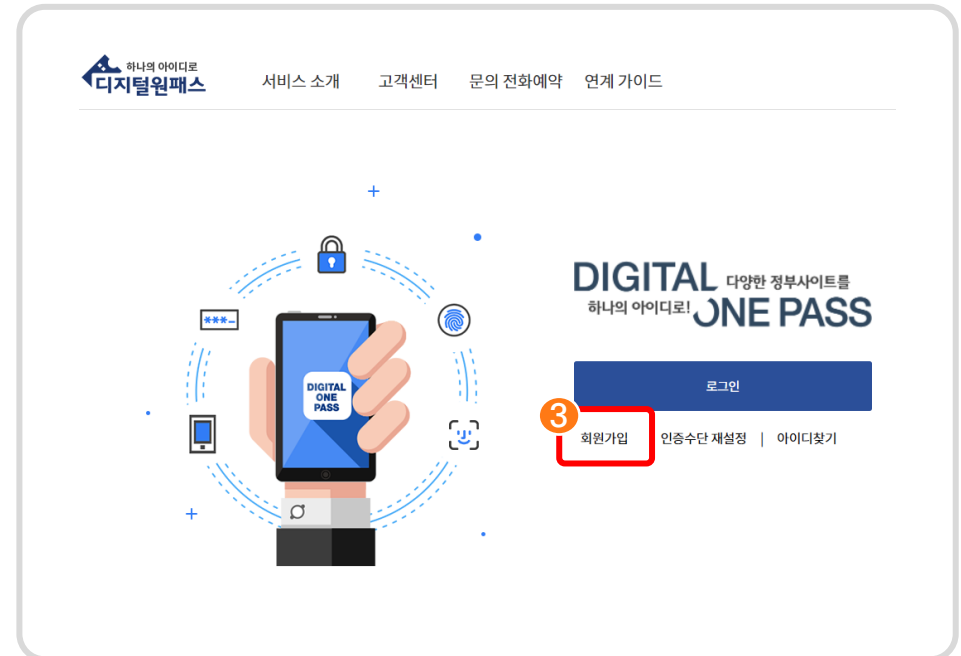 하나의 아이디로
디지털원패스
서비스 소개 고객센터 문의 전화예약 연계 가이드
***_
DIGITAL
ONE
PASS
DIGITAL 다양한 정부사이트를
하나의 아이디로! ONE PASS
로그인
3
회원가입 인증수단 재설정 | 아이디찾기